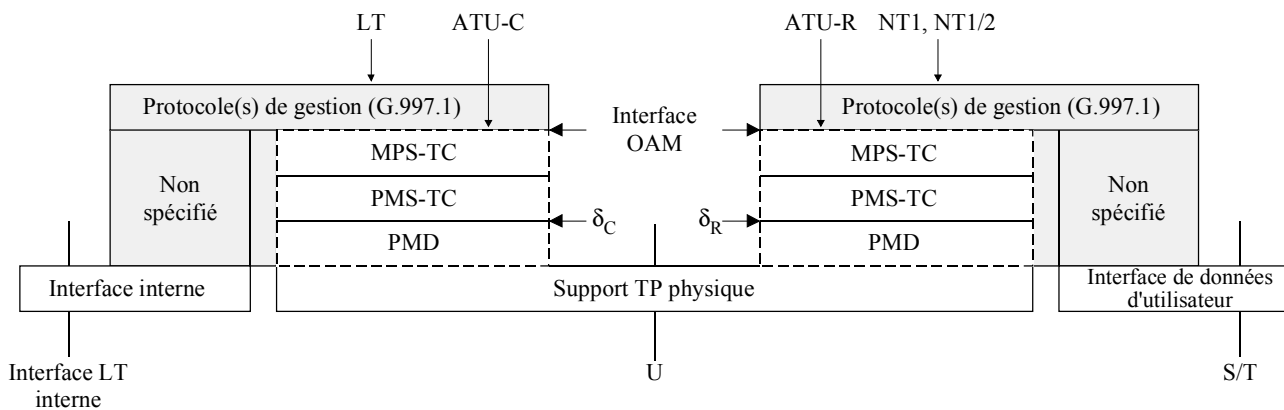 LT
ATU-C
ATU-R
NT1, NT1/2
Protocole(s) de gestion (G.997.1)
Interface
OAM
Protocole(s) de gestion (G.997.1)
Non
spécifié
MPS-TC
PMS-TC
PMD
δC
δR
MPS-TC
PMS-TC
PMD
Non
spécifié
Interface interne
Support TP physique
Interface de données
d'utilisateur
Interface LT
interne
U
S/T